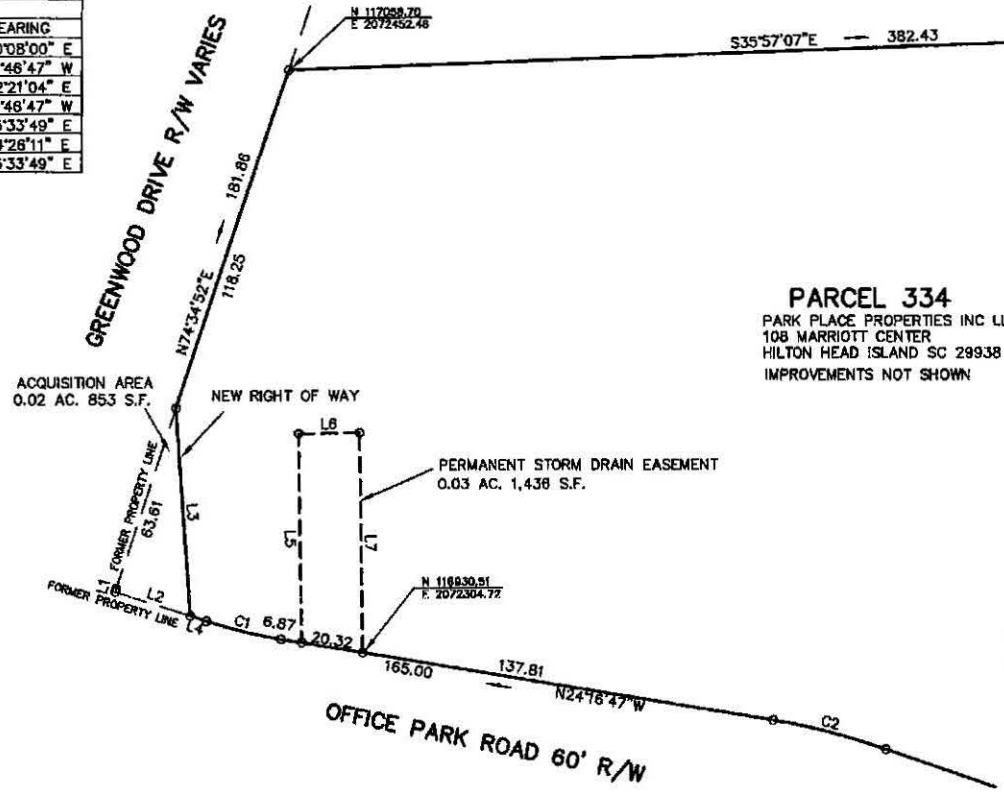 EARING
0°08'00" E
°46'47" W
2°21'04" E
°46'47" W
5°33'49" E
4°26'11" E
5°33'49" E
GREENWOOD DRIVE R/W VARIES
N 117058.70
E 2072452.48
S35°57'07"E 382.43
181.86
N74°34'52"E
118.25
PARCEL 334
PARK PLACE PROPERTIES INC LL
108 MARRIOTT CENTER
HILTON HEAD ISLAND SC 29938
IMPROVEMENTS NOT SHOWN
ACQUISITION AREA
0.02 AC. 853 S.F.
NEW RIGHT OF WAY
FORMER PROPERTY LINE
63.61
L3
L6
L5
L7
PERMANENT STORM DRAIN EASEMENT
0.03 AC. 1,436 S.F.
L1
L2
FORMER PROPERTY LINE
L4
C1
6.87
20.32
N 116930.51
E 2072304.72
165.00
137.81
N24°16'47"W
C2
OFFICE PARK ROAD 60' R/W